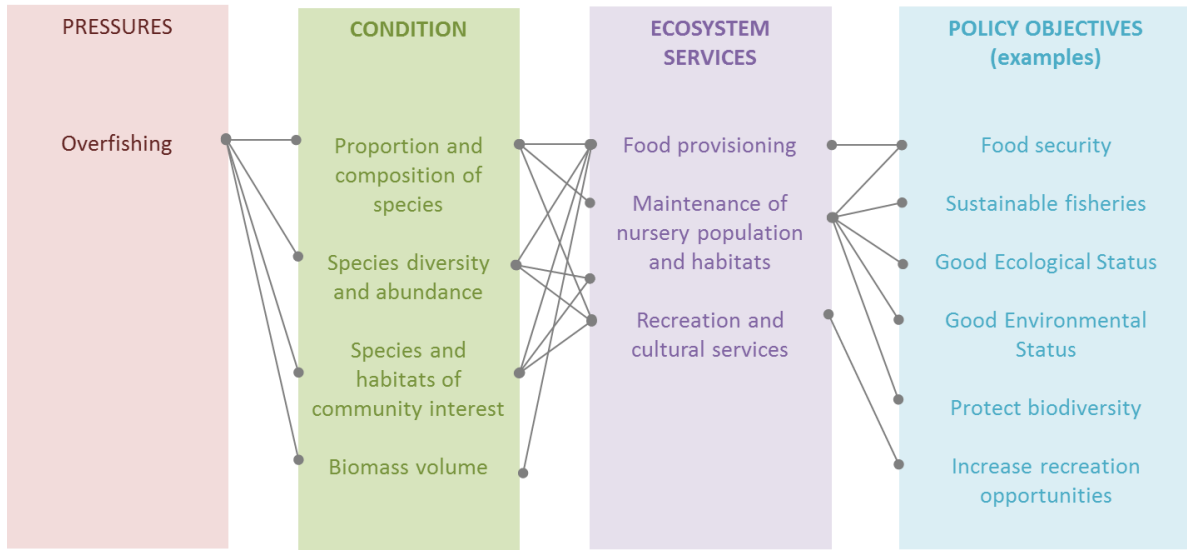 PRESSURES
Overfishing
CONDITION
Proportion and
composition of
species
Species diversity
and abundance
Species and
habitats of
community interest
Biomass volume
ECOSYSTEM
SERVICES
Food provisioning
Maintenance of
nursery population
and habitats
Recreation and
cultural services
POLICY OBJECTIVES
(examples)
Food security
Sustainable fisheries
Good Ecological Status
Good Environmental
Status
Protect biodiversity
Increase recreation
opportunities